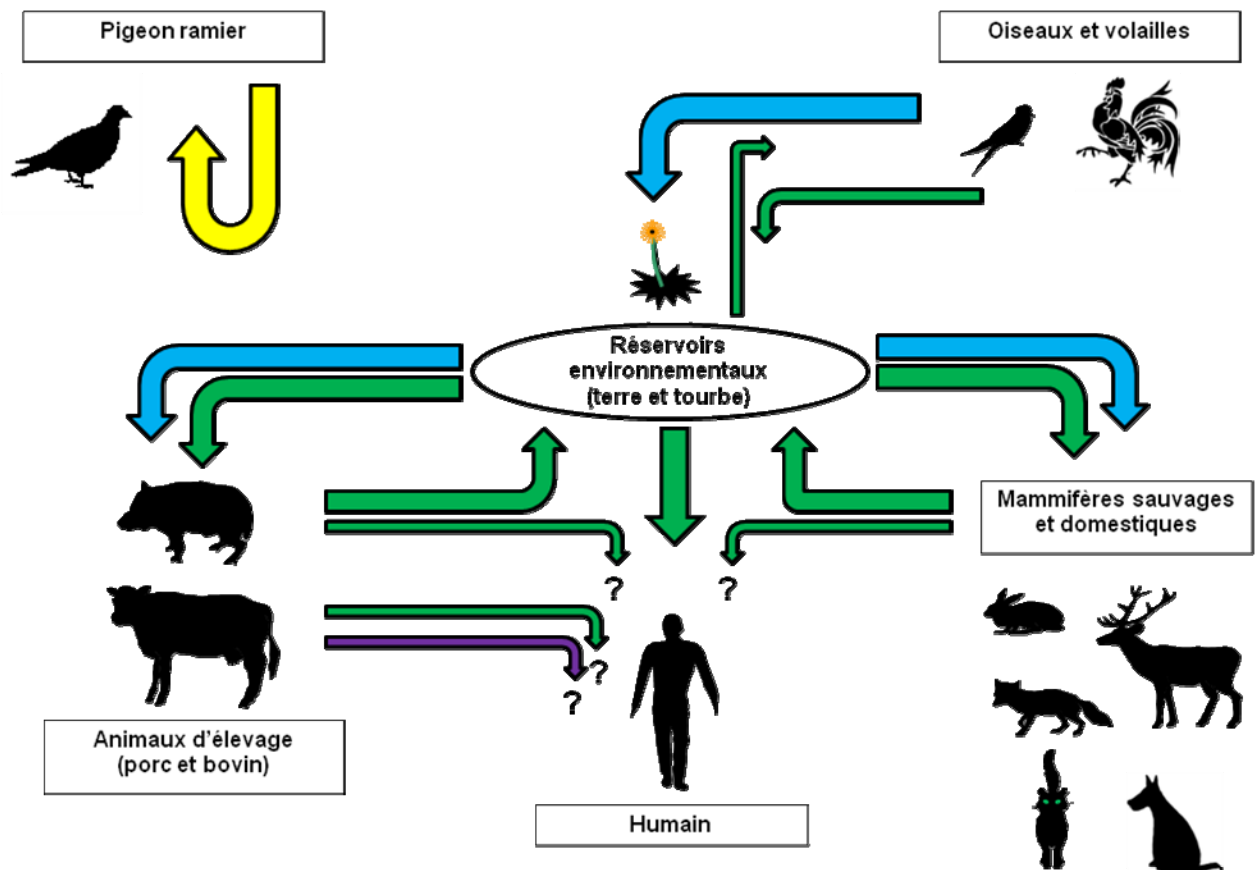 Pigeon ramier
Oiseaux et volailles
Réservoirs
environnementaux
(terre et tourbe)
Mammifères sauvages
et domestiques
?
?
?
?
Animaux d'élevage
(porc et bovin)
Humain